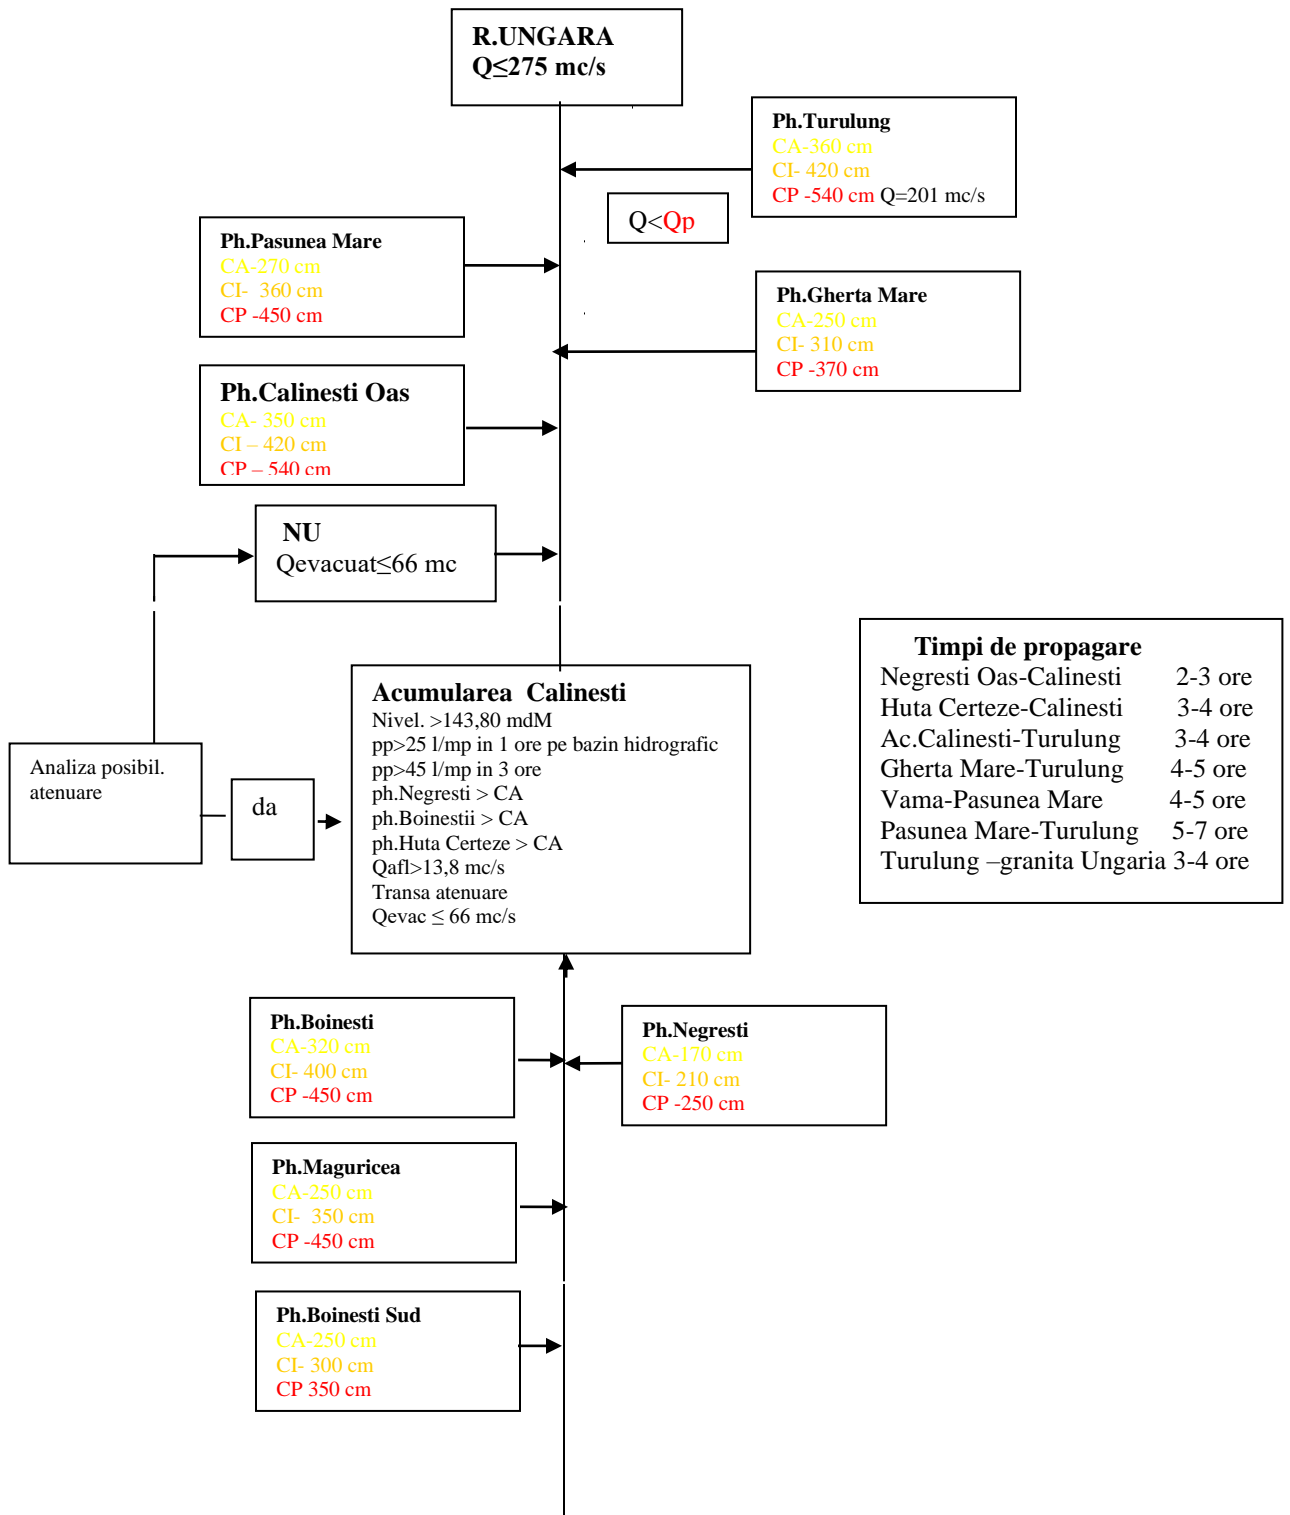 R.UNGARA
Q≤275 mc/s
Ph.Turulung
CA-360 cm
CI- 420 cm
CP -540 cm Q=201 mc/s
Q<Qp
Ph.Pasunea Mare
CA-270 cm
CI- 360 cm
CP -450 cm
Ph.Gherta Mare
CA-250 cm
CI- 310 cm
CP -370 cm
Ph.Calinesti Oas
CA- 350 cm
CI – 420 cm
CP – 540 cm
NU
Qevacuat≤66 mc
Timpi de propagare
Negresti Oas-Calinesti 2-3 ore
Huta Certeze-Calinesti 3-4 ore
Ac.Calinesti-Turulung 3-4 ore
Gherta Mare-Turulung 4-5 ore
Vama-Pasunea Mare 4-5 ore
Pasunea Mare-Turulung 5-7 ore
Turulung –granita Ungaria 3-4 ore
Acumularea Calinesti
Nivel. >143,80 mdM
pp>25 l/mp in 1 ore pe bazin hidrografic
pp>45 l/mp in 3 ore
ph.Negresti > CA
ph.Boinestii > CA
ph.Huta Certeze > CA
Qafl>13,8 mc/s
Transa atenuare
Qevac ≤ 66 mc/s
Analiza posibil.
atenuare
da
Ph.Boinesti
CA-320 cm
CI- 400 cm
CP -450 cm
Ph.Negresti
CA-170 cm
CI- 210 cm
CP -250 cm
Ph.Maguricea
CA-250 cm
CI- 350 cm
CP -450 cm
Ph.Boinesti Sud
CA-250 cm
CI- 300 cm
CP 350 cm